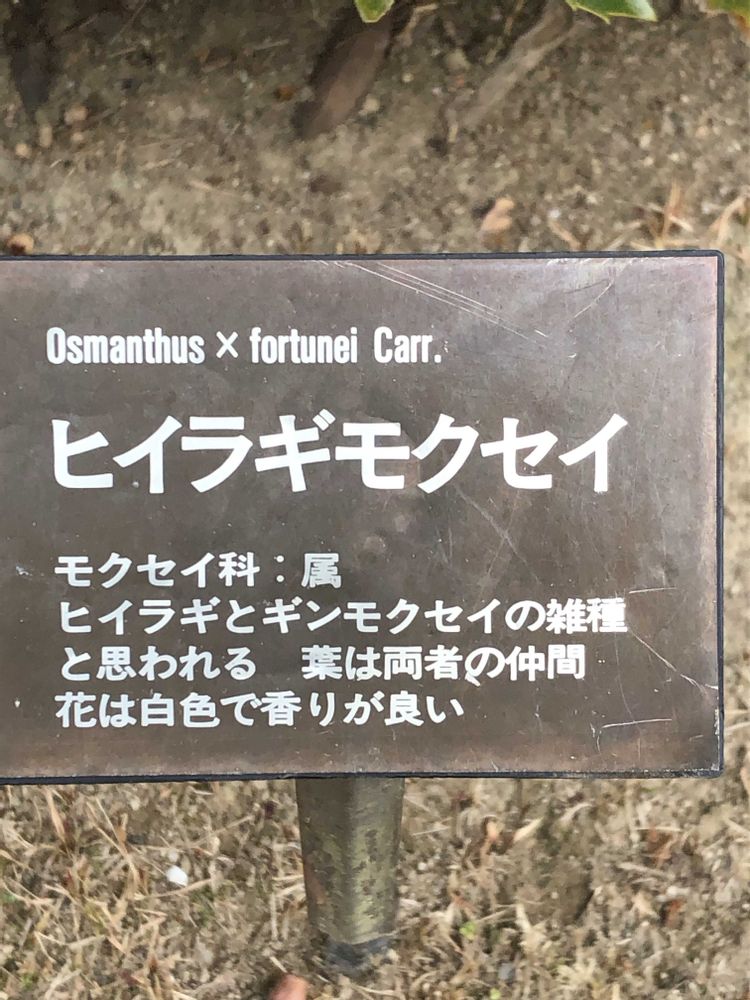 Osmanthus × fortunei Carr.
ヒイラギモクセイ
モクセイ科：属
ヒイラギとギンモクセイの雑種
と思われる　葉は両者の仲間
花は白色で香りが良い